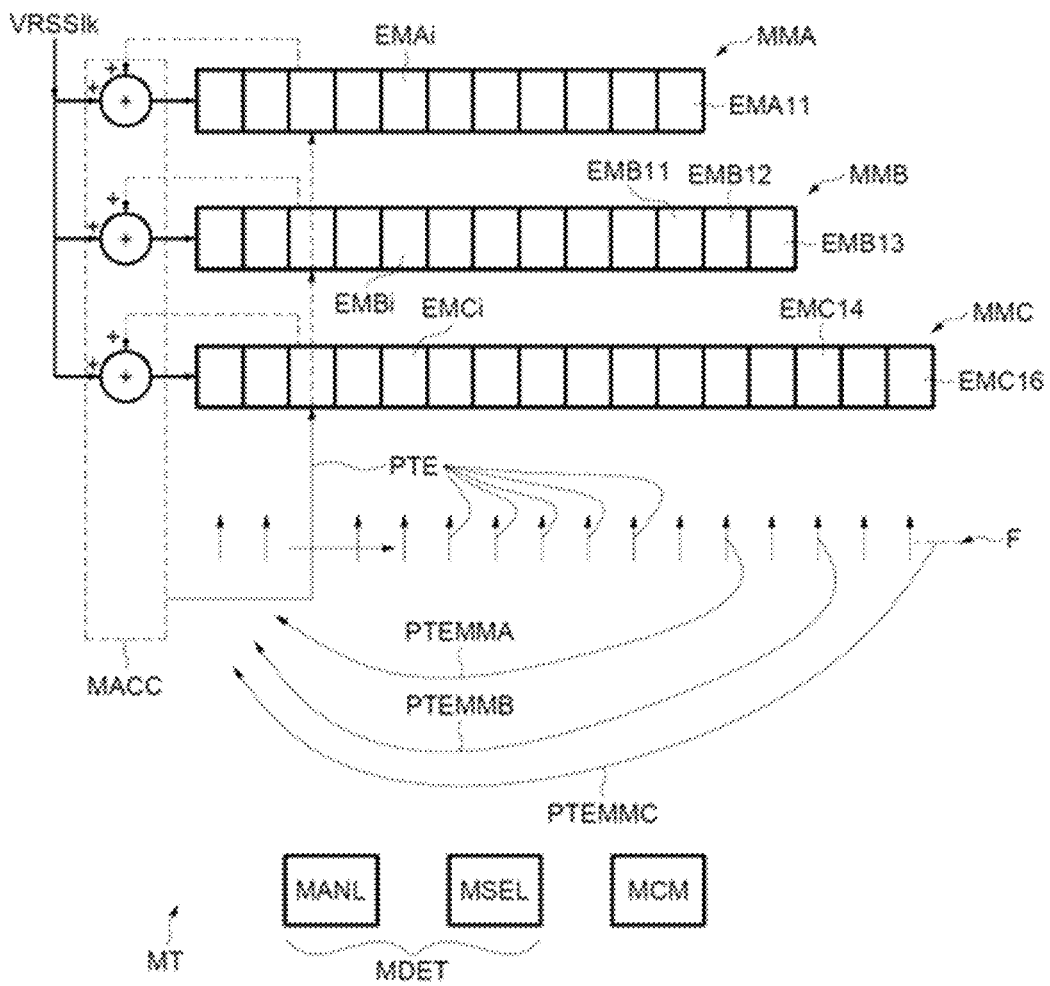 VRSSIk
EMAi
MMA
+
+
+
EMA11
EMB11
EMB12
MMB
+
+
+
EMB13
EMBi
EMCi
EMC14
MMC
+
+
+
EMC16
PTE
F
PTEMMA
MACC
PTEMMB
PTEMMC
MANL
MSEL
MCM
MT
MDET